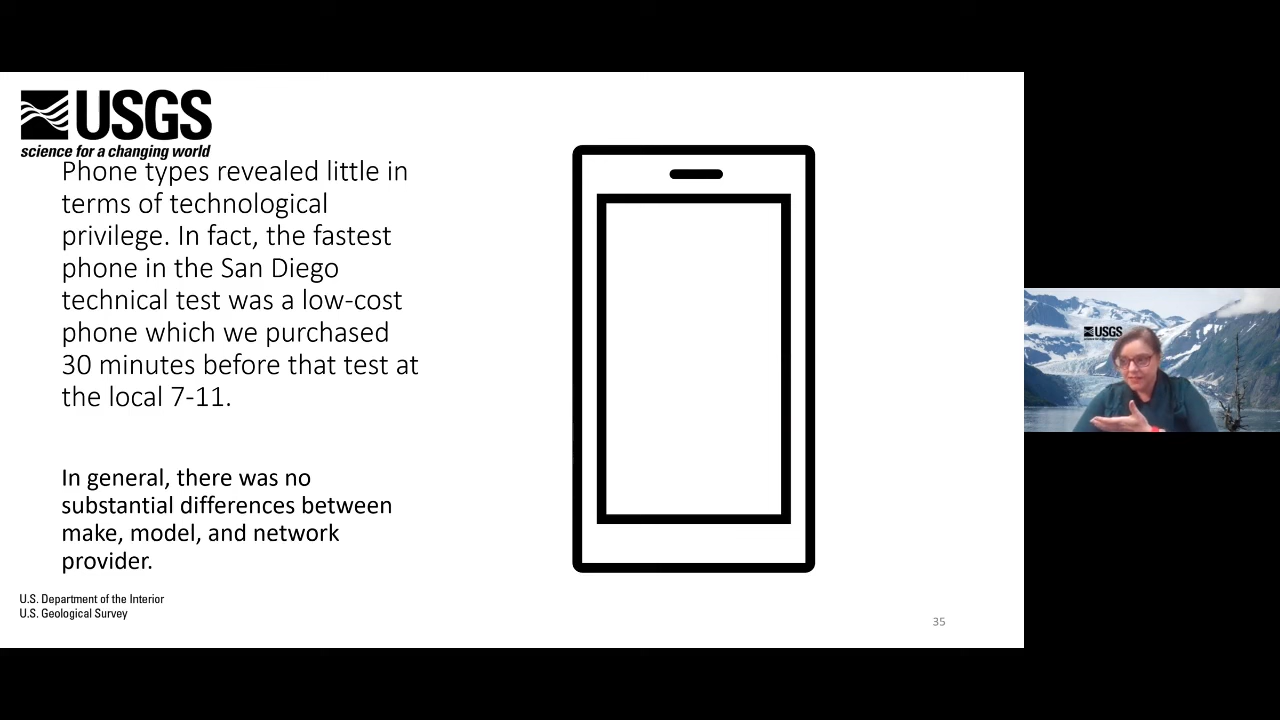 USGS
science for a changing world
Phone types revealed little in
terms of technological
privilege. In fact, the fastest
phone in the San Diego
technical test was a low-cost
phone which we purchased
30 minutes before that test at
the local 7-11.
In general, there was no
substantial differences between
make, model, and network
provider.
U.S. Department of the Interior
U.S. Geological Survey
35
USGS